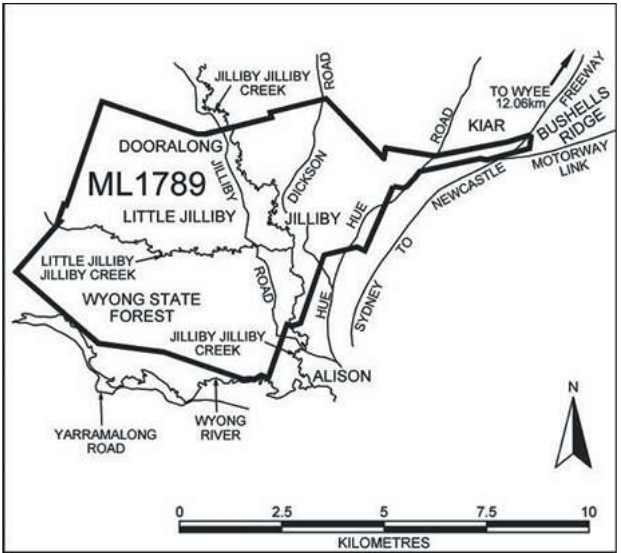 ROAD
JILLIBY JILLIBY
CREEK
TO WYEE
12.06km
FREEWAY
ROAD
KIAR
BUSHELLS
RIDGE
DOORALONG
MOTORWAY
LINK
ML1789
JILLIBY
DICKSON
NEWCASTLE
LITTLE JILLIBY
JILLIBY
HUE
TO
LITTLE JILLIBY
JILLIBY CREEK
ROAD
WYONG STATE
FOREST
HUE
SYDNEY
JILLIBY JILLIBY
CREEK
ALISON
WYONG
RIVER
YARRAMALONG
ROAD
N
0 2.5 5 7.5 10
KILOMETRES